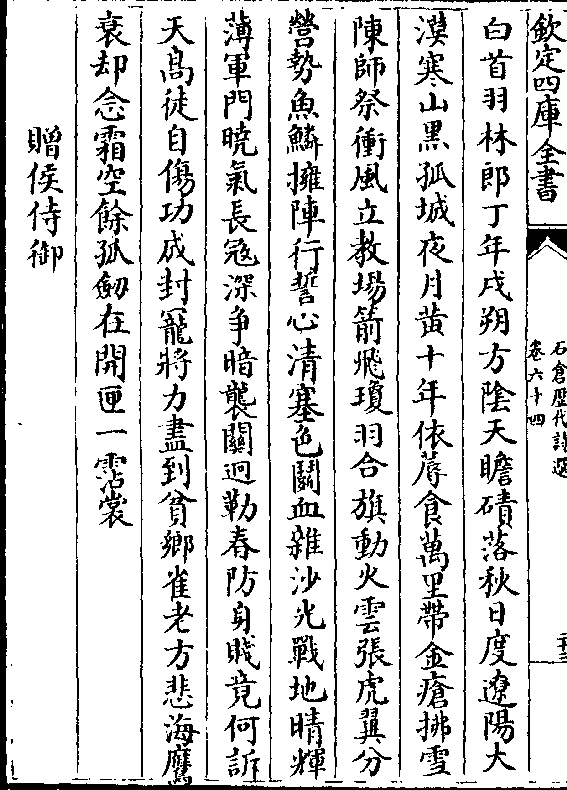 欽定四庫全書
石倉歷代詩選
卷六十四
白首羽林郎丁年戍朔方陰天瞻磧落秋日度遼陽大
漠寒山黑孤城夜月黄十年依蓐食萬里帶金瘡拂雪
陳師祭衝風立教場箭飛瓊羽合旗動火雲張虎翼分
營勢魚鱗擁陣行誓心清塞色鬭血雜沙光戰地晴輝
薄軍門曉氣長宼深争暗襲關迥勒春防身賤竟何訴
天髙徒自傷功成封寵將力盡到貧鄉雀老方悲海鷹
衰却念霜空餘孤劒在開匣一霑裳
贈侯侍御